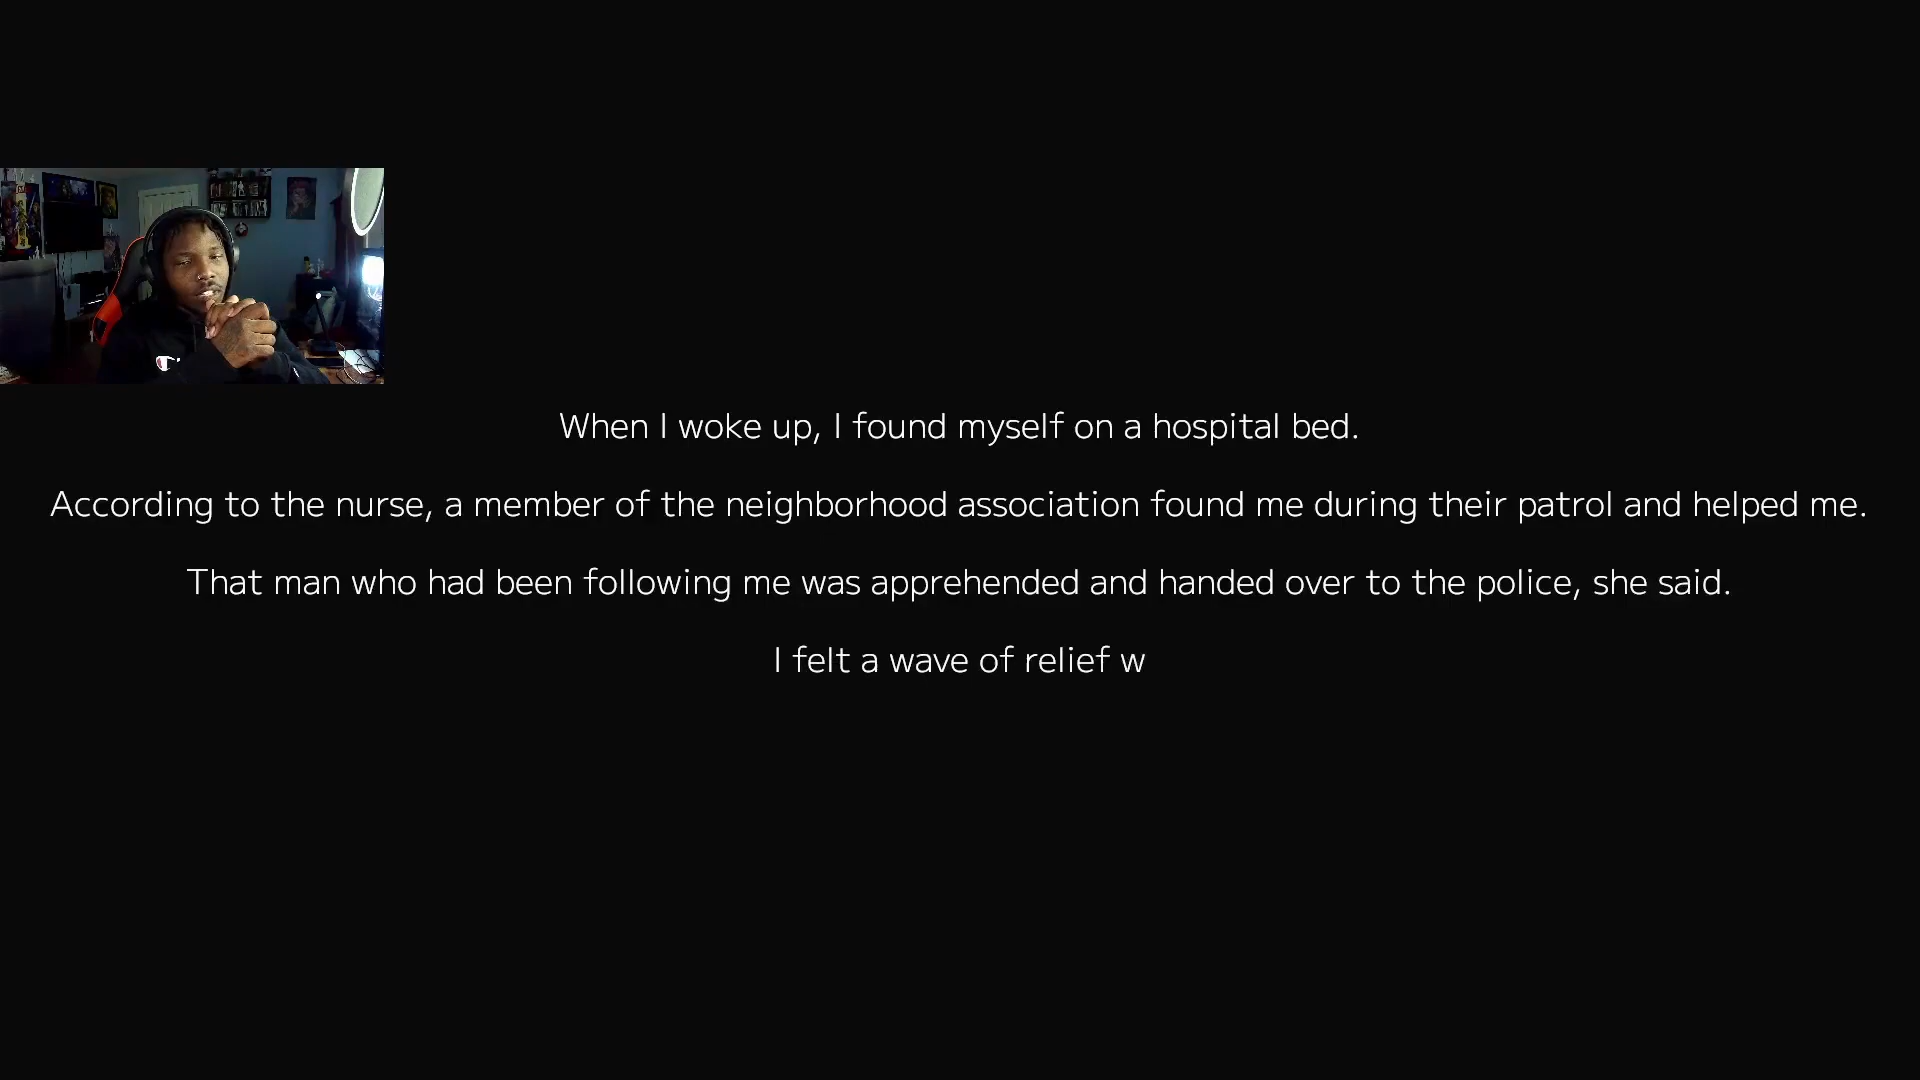 When I woke up, I found myself on a hospital bed.
According to the nurse, a member of the neighborhood association found me during their patrol and helped me.
That man who had been following me was apprehended and handed over to the police, she said.
I felt a wave of relief w